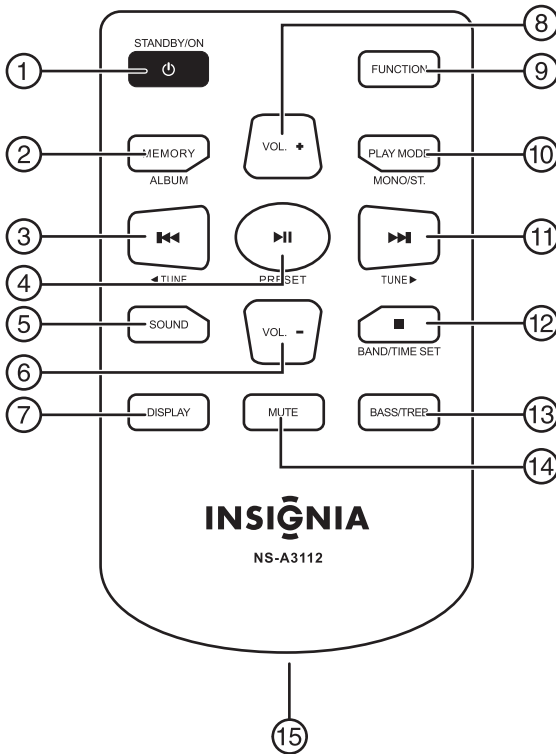 STANDBY/ON
8
1
FUNCTION
9
2
MEMORY
VOL. +
PLAY MODE
10
ALBUM
MONO/ST.
3
11
4
◄ TUNE
PRESET
TUNE ►
5
SOUND
VOL. -
12
BAND/TIME SET
6
7
DISPLAY
MUTE
BASS/TREB
13
14
INSIGNIA
NS-A3112
15